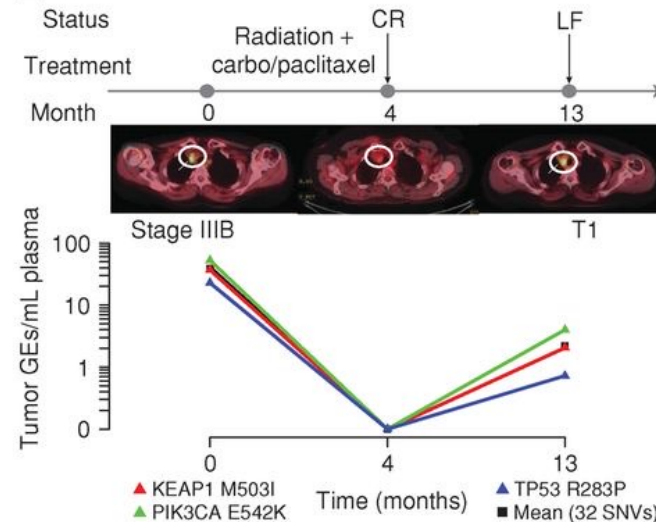 Status CR LF
Radiation +
Treatment carbo/paclitaxel
Month 0 4 13
Stage IIIB T1
Tumor GEs/mL plasma
100
10
1
0
0 4 13
Time (months)
KEAP1 M503I
PIK3CA E542K
TP53 R283P
Mean (32 SNVs)